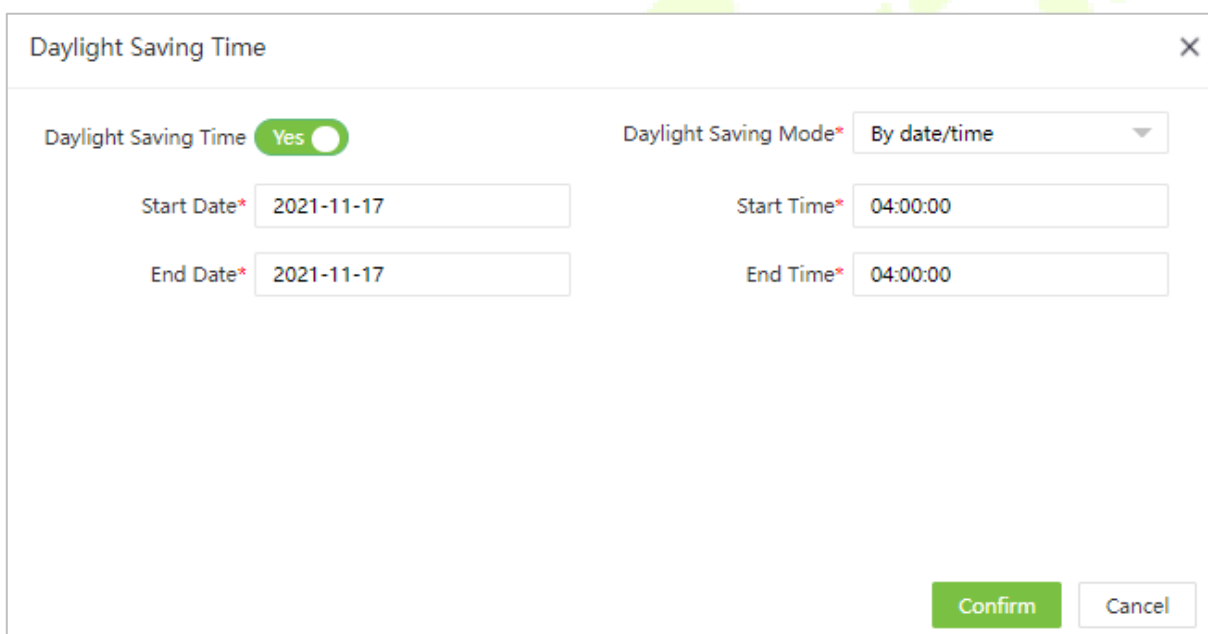 Daylight Saving Time
Daylight Saving Time Yes Daylight Saving Mode* By date/time
Start Date* 2021-11-17 Start Time* 04:00:00
End Date* 2021-11-17 End Time* 04:00:00
Confirm Cancel